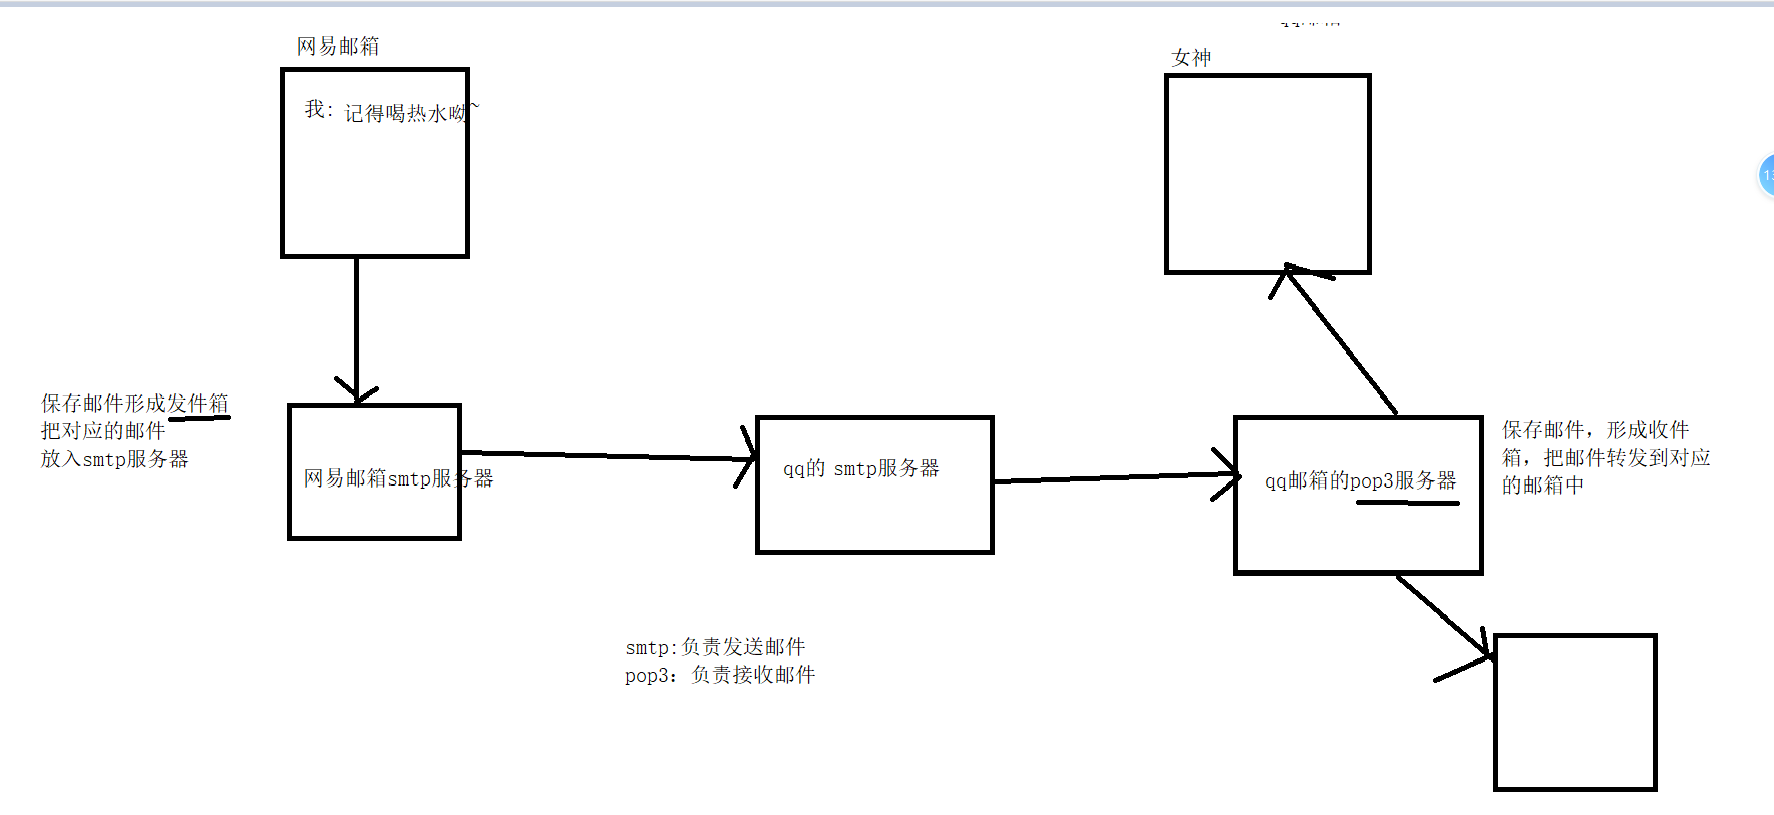 网易邮箱
女神
我：记得喝热水呦~
保存邮件形成发件箱
把对应的邮件
放入smtp服务器
网易邮箱smtp服务器
qq的 smtp服务器
qq邮箱的pop3服务器
保存邮件，形成收件
箱，把邮件转发到对应
的邮箱中
smtp:负责发送邮件
pop3：负责接收邮件